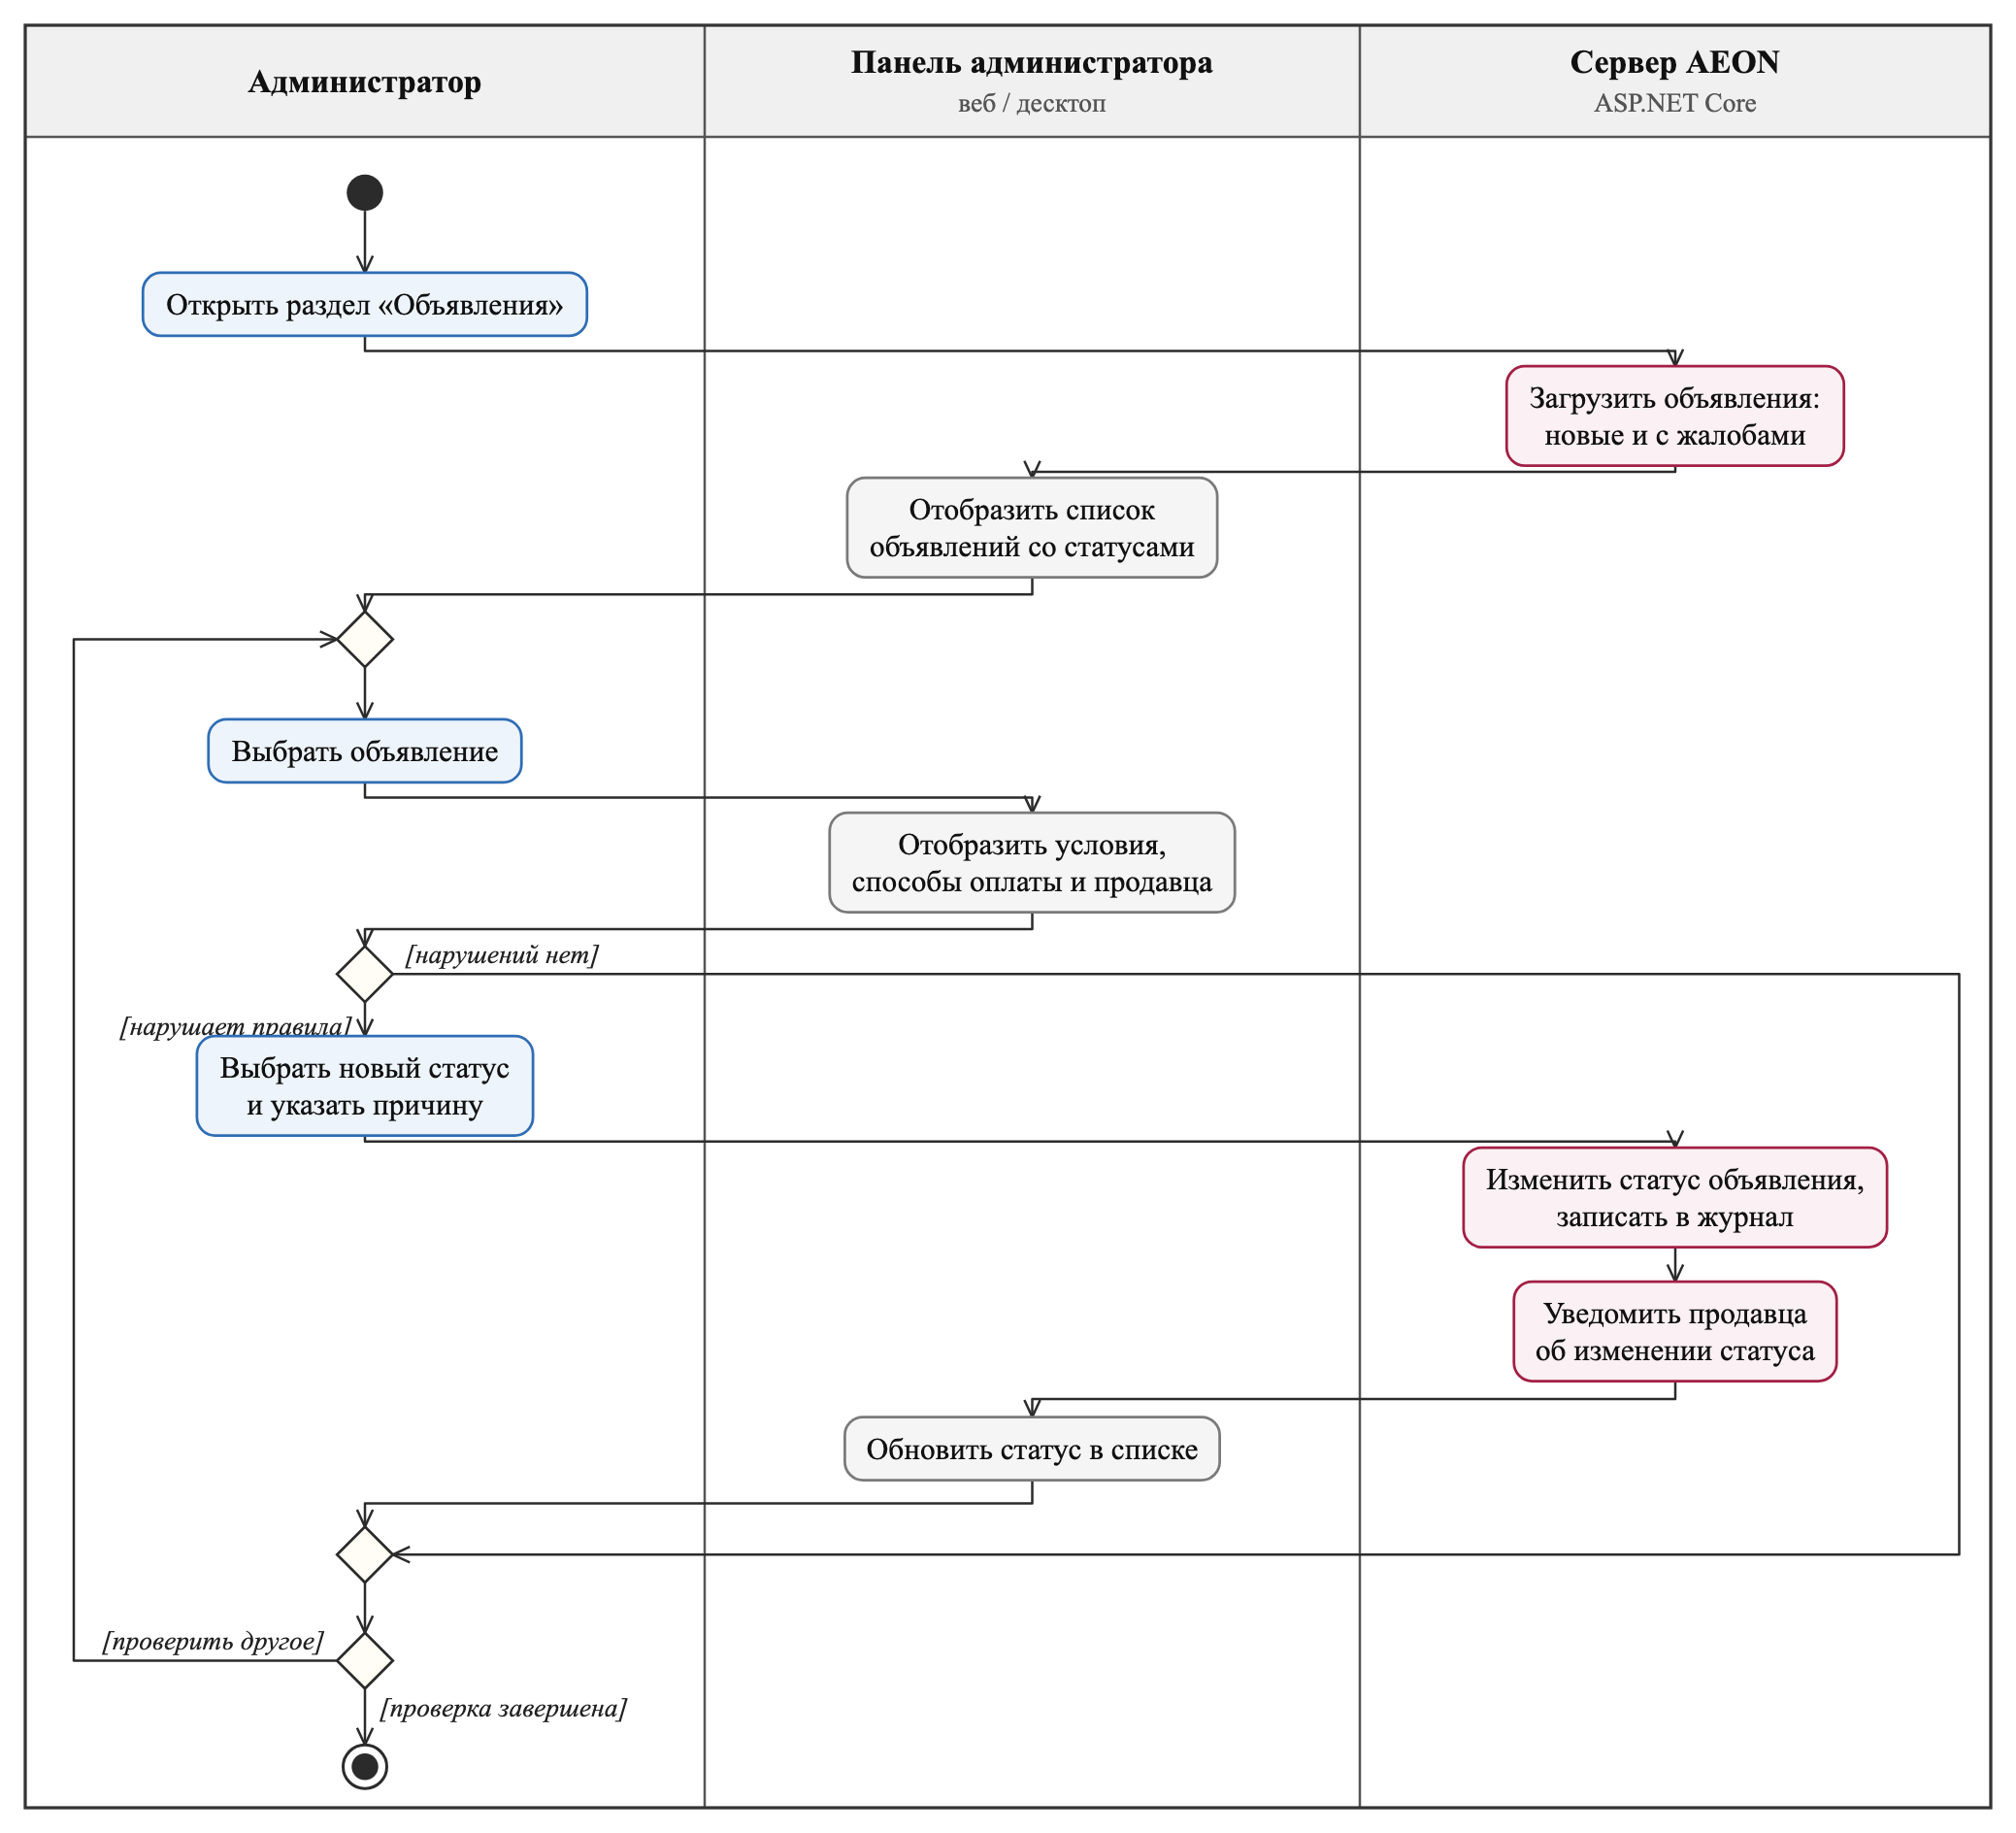 Администратор
Панель администратора
веб / десктоп
Сервер AEON
ASP.NET Core
Открыть раздел «Объявления»
Загрузить объявления:
новые и с жалобами
Отобразить список
объявлений со статусами
Выбрать объявление
Отобразить условия,
способы оплаты и продавца
[нарушений нет]
[нарушает правила]
Выбрать новый статус
и указать причину
Изменить статус объявления,
записать в журнал
Уведомить продавца
об изменении статуса
Обновить статус в списке
[проверить другое]
[проверка завершена]